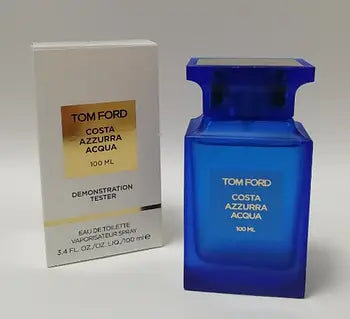 TOM FORD
COSTA
AZZURRA
ACQUA
100 ML
DEMONSTRATION
TESTER
EAU DE TOILETTE
VAPORISATEUR SPRAY
3.4 FL. OZ./OZ. LIQ./100 ml e
TOM FORD
COSTA
AZZURRA
ACQUA
100 ML